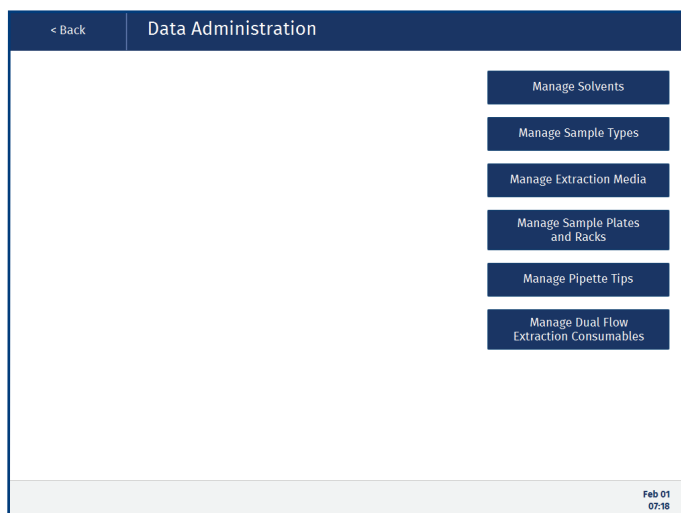 < Back
Data Administration
Manage Solvents
Manage Sample Types
Manage Extraction Media
Manage Sample Plates
and Racks
Manage Pipette Tips
Manage Dual Flow
Extraction Consumables
Feb 01
07:18